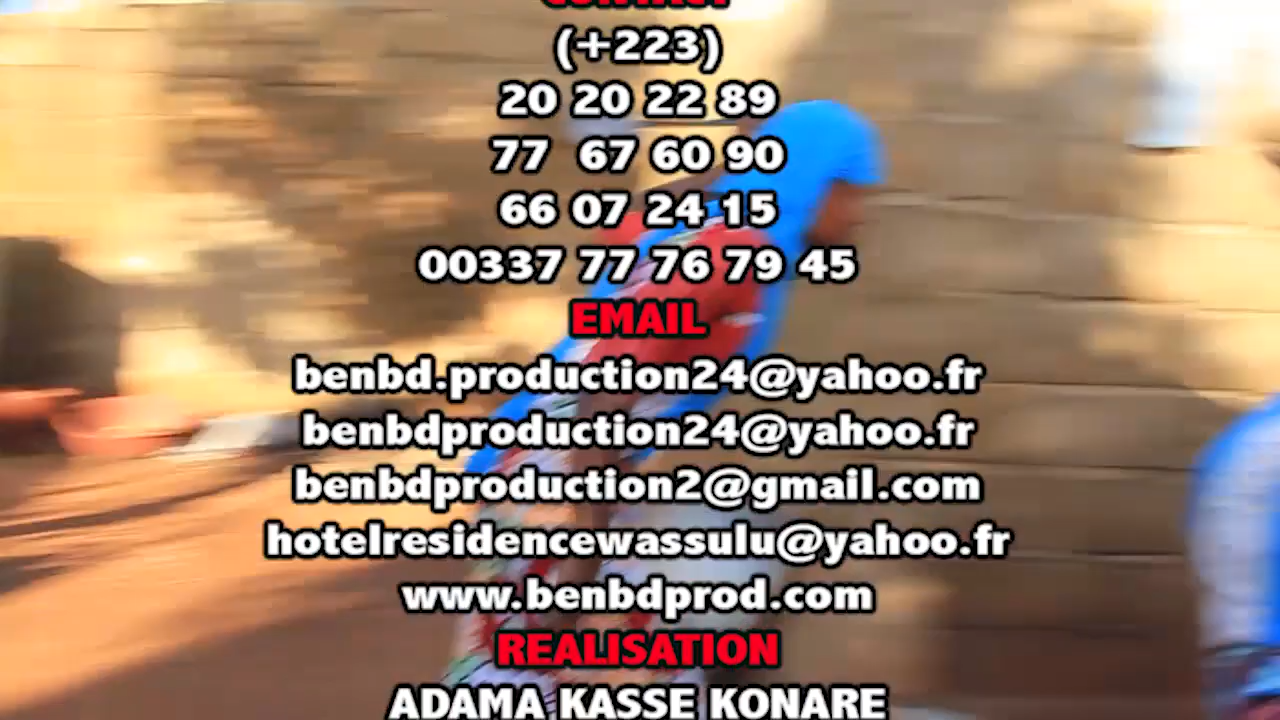 CONTACT
(+223)
20 20 22 89
77 67 60 90
66 07 24 15
00337 77 76 79 45
EMAIL
benbd.production24@yahoo.fr
benbdproduction24@yahoo.fr
benbdproduction2@gmail.com
hotelresidencewassulu@yahoo.fr
www.benbdprod.com
REALISATION
ADAMA KASSE KONARE